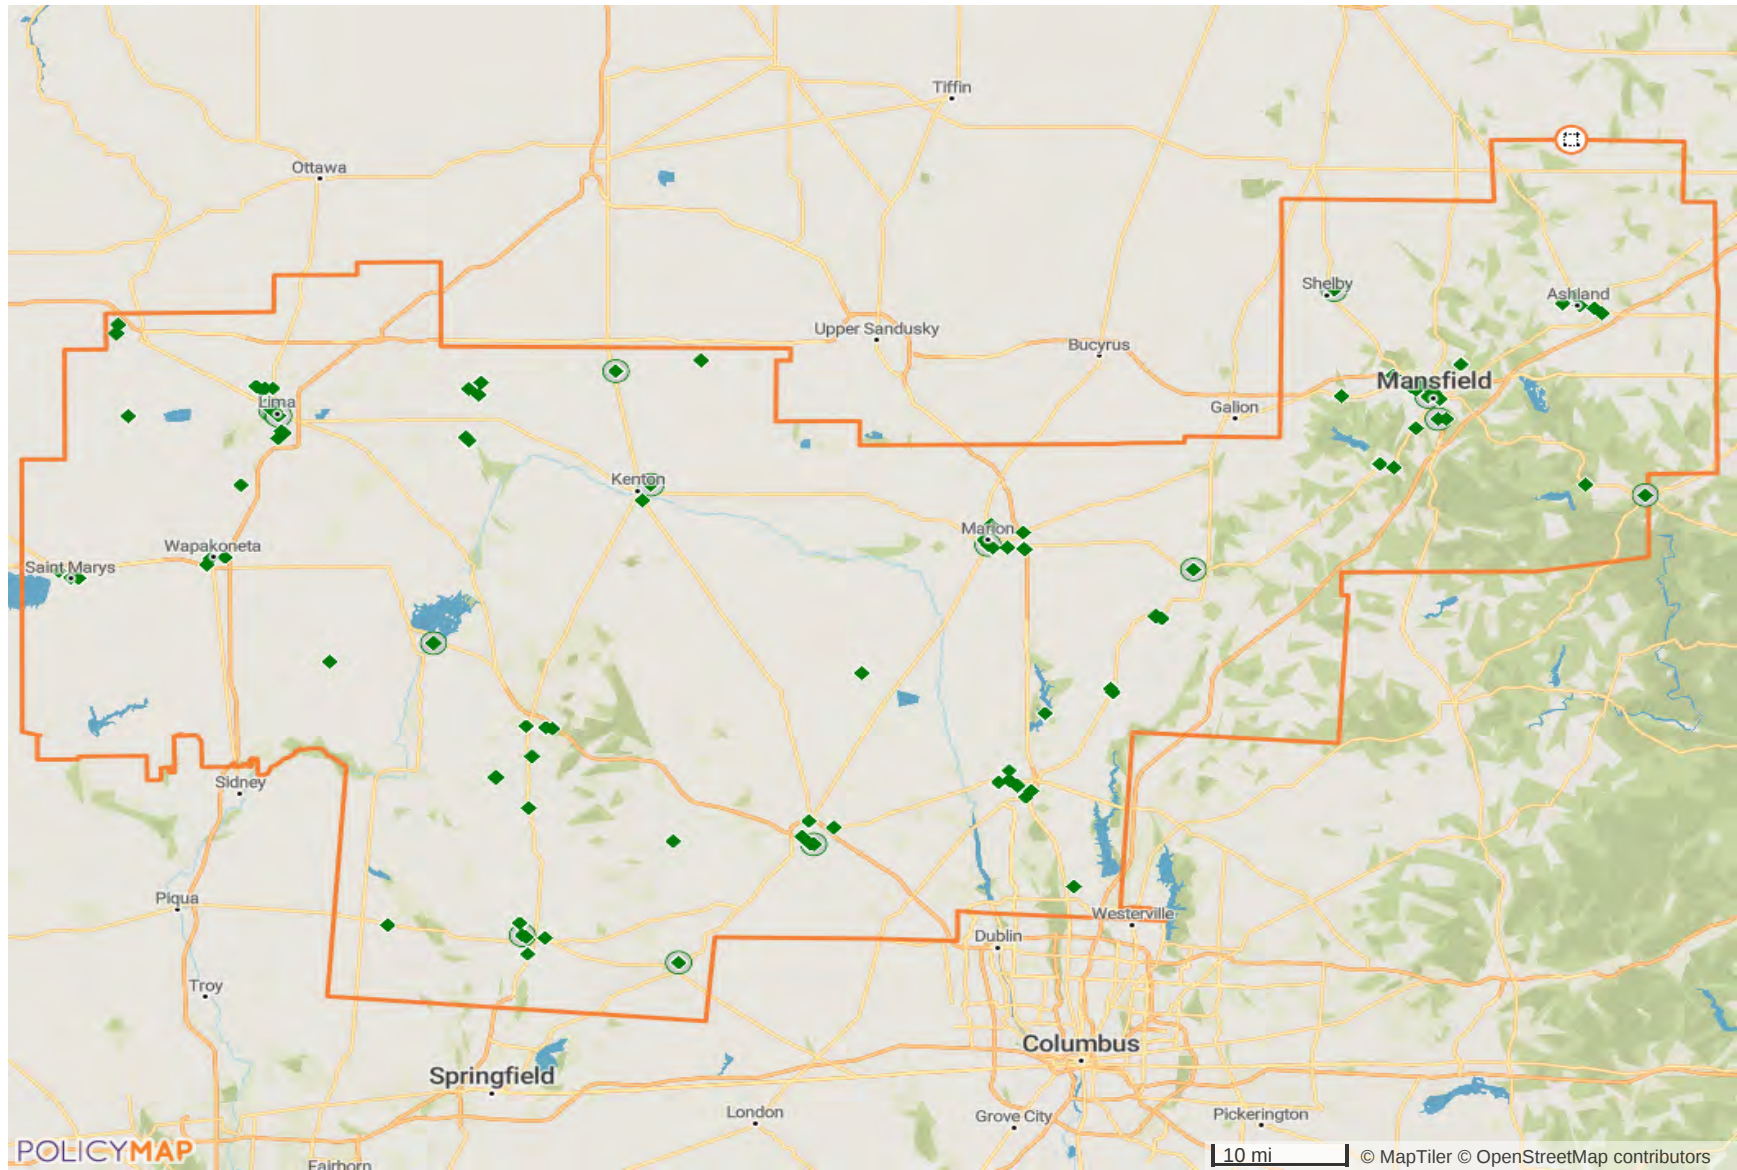 Tiffin
Ottawa
Shelby
Ashland
Upper Sandusky
Bucyrus
Mansfield
Lima
Galion
Kenton
Marion
Wapakoneta
Saint Marys
Sidney
Piqua
Westerville
Dublin
Troy
Columbus
Springfield
London
Grove City
Pickerington
POLICYMAP
10 mi
© MapTiler © OpenStreetMap contributors
Fairborn